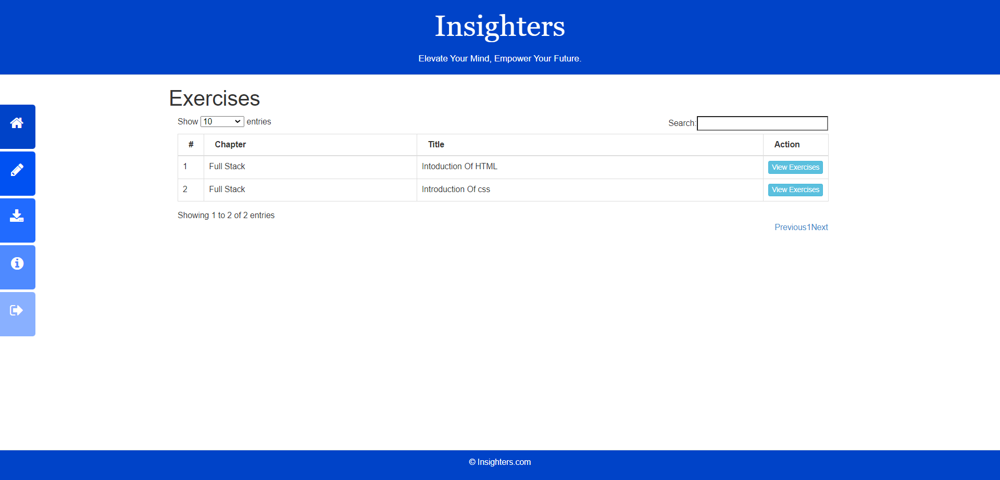 Insighters
Elevate Your Mind, Empower Your Future.
Exercises
Show 10 entries
Search:
# Chapter Title Action
1 Full Stack Intoduction Of HTML View Exercises
2 Full Stack Introduction Of css View Exercises
Showing 1 to 2 of 2 entries
Previous1Next
© Insighters.com